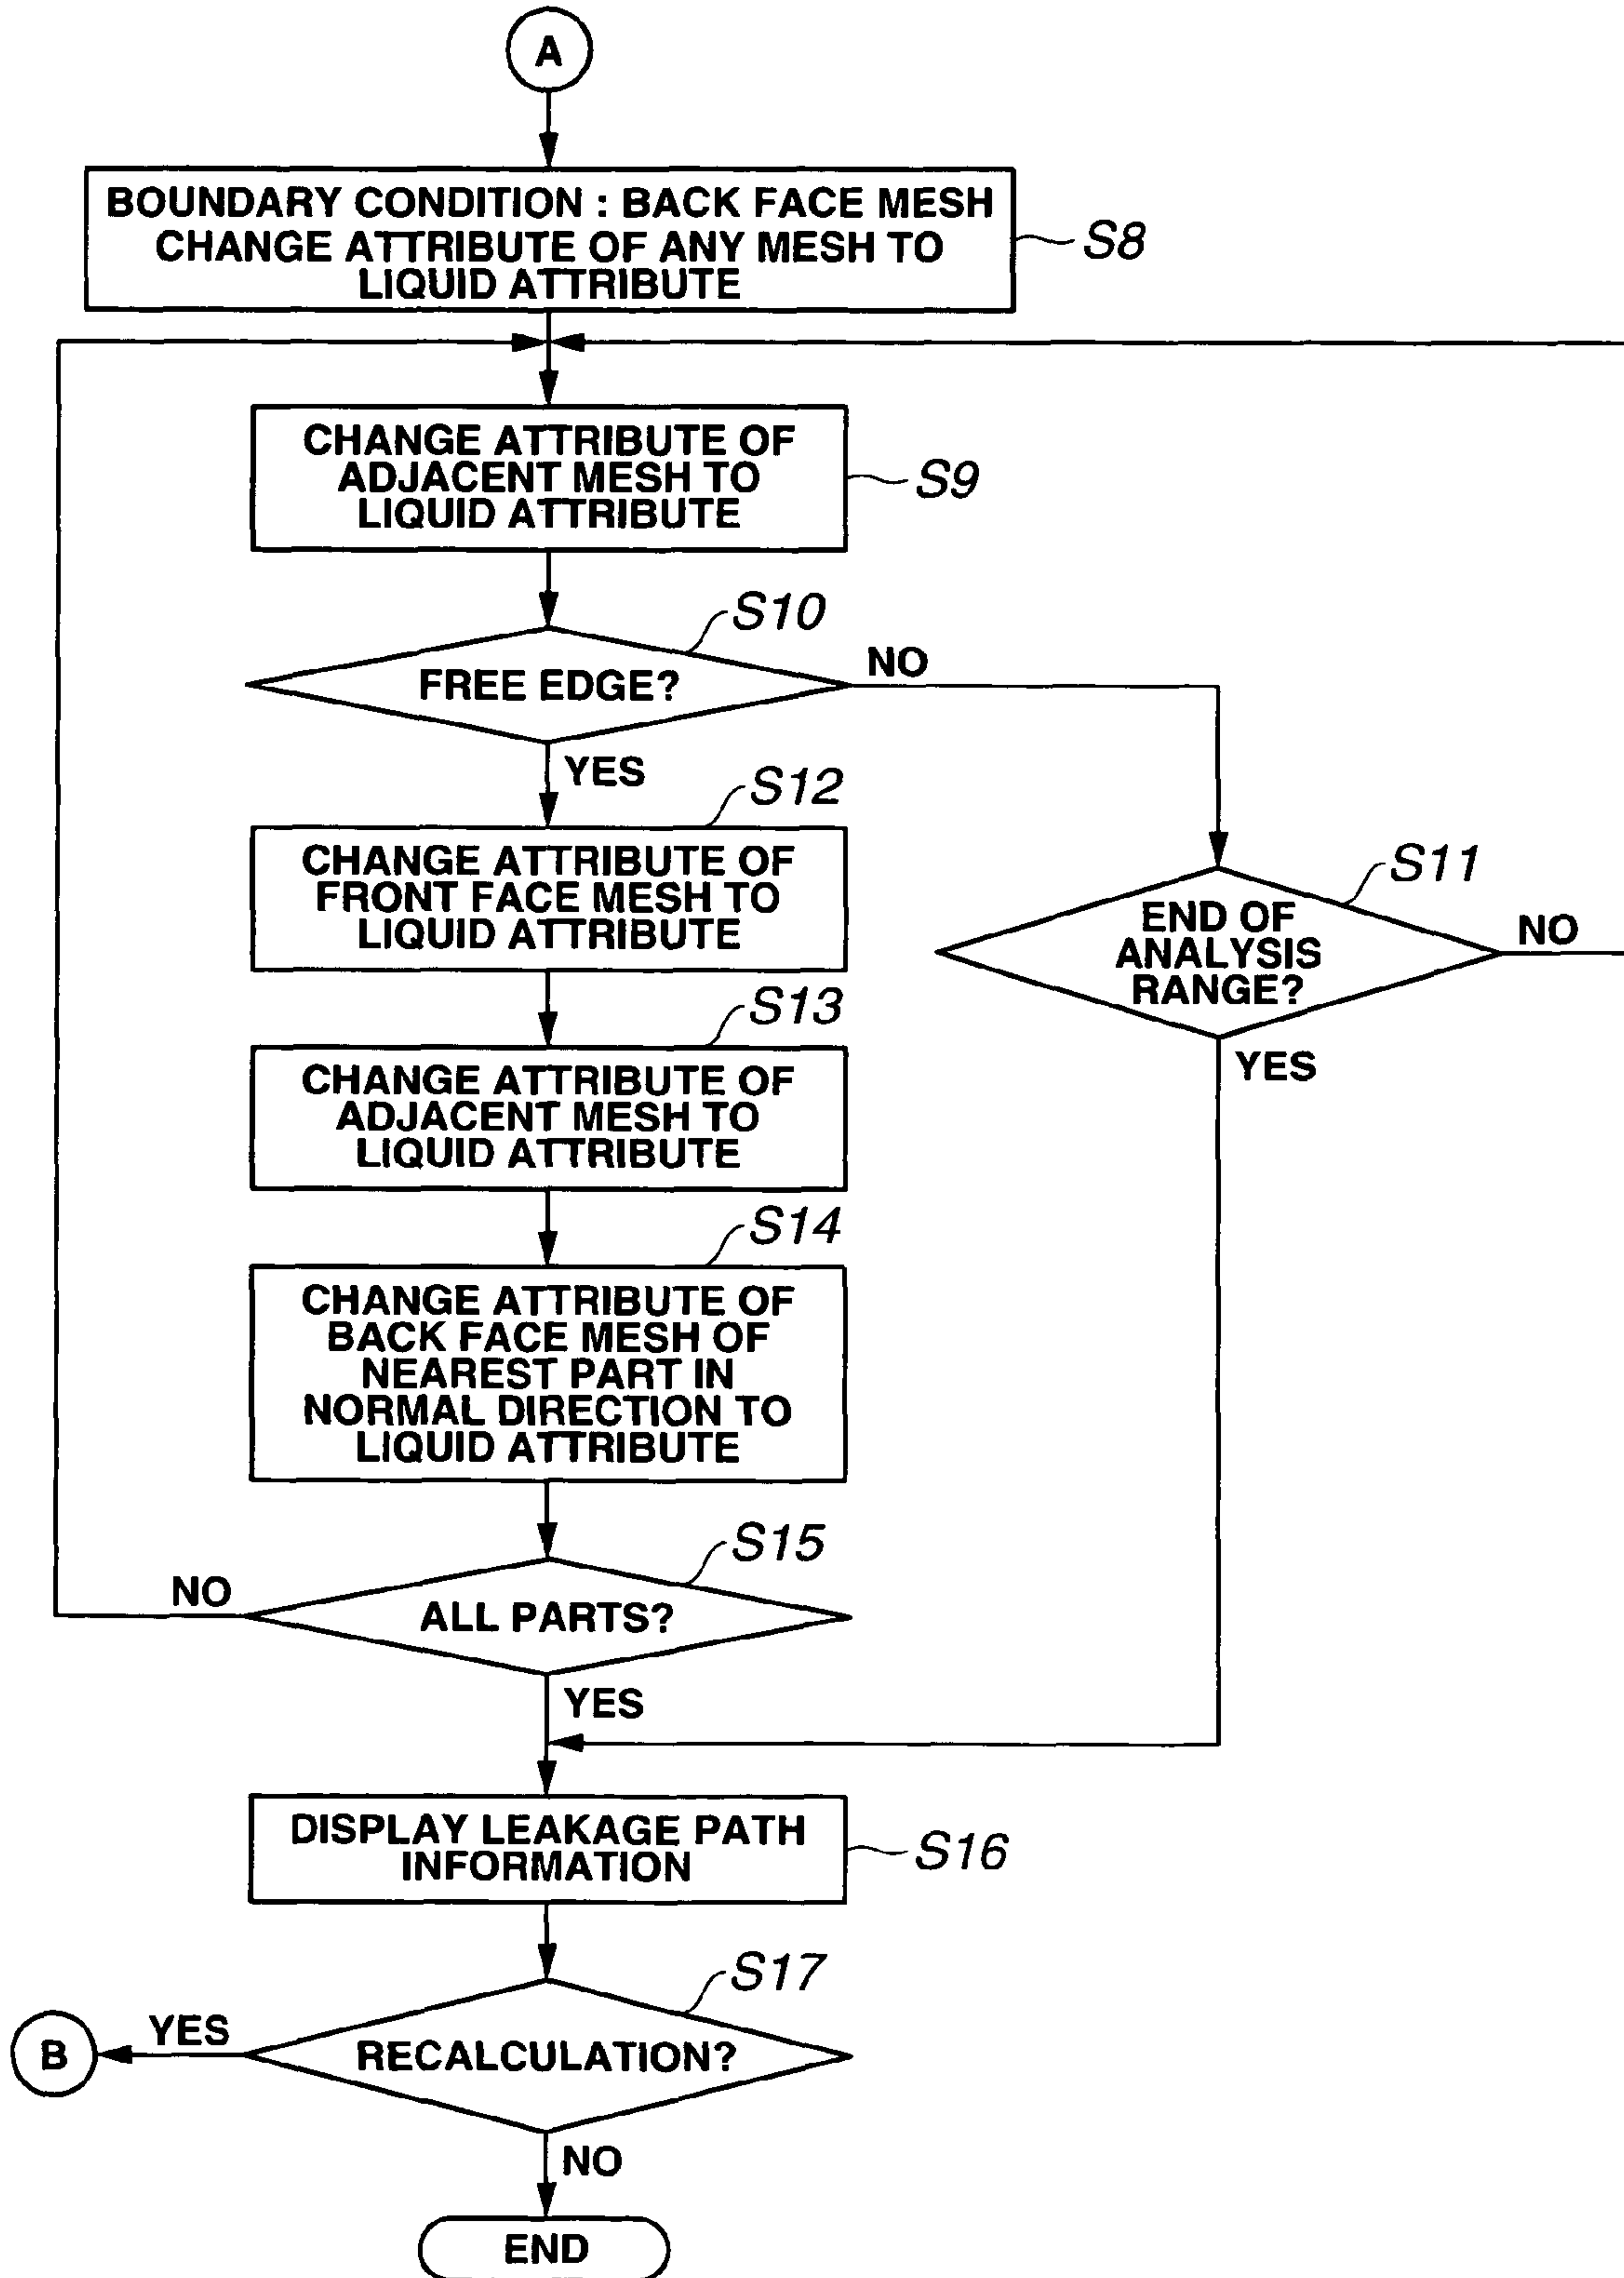 A
BOUNDARY CONDITION : BACK FACE MESH
CHANGE ATTRIBUTE OF ANY MESH TO
LIQUID ATTRIBUTE
S8
CHANGE ATTRIBUTE OF
ADJACENT MESH TO
LIQUID ATTRIBUTE
S9
S10
FREE EDGE?
NO
YES
S12
CHANGE ATTRIBUTE OF
FRONT FACE MESH TO
LIQUID ATTRIBUTE
S11
END OF
ANALYSIS
RANGE?
NO
YES
S13
CHANGE ATTRIBUTE OF
ADJACENT MESH TO
LIQUID ATTRIBUTE
S14
CHANGE ATTRIBUTE OF
BACK FACE MESH OF
NEAREST PART IN
NORMAL DIRECTION TO
LIQUID ATTRIBUTE
S15
NO
ALL PARTS?
YES
DISPLAY LEAKAGE PATH
INFORMATION
S16
S17
YES
B
RECALCULATION?
NO
END